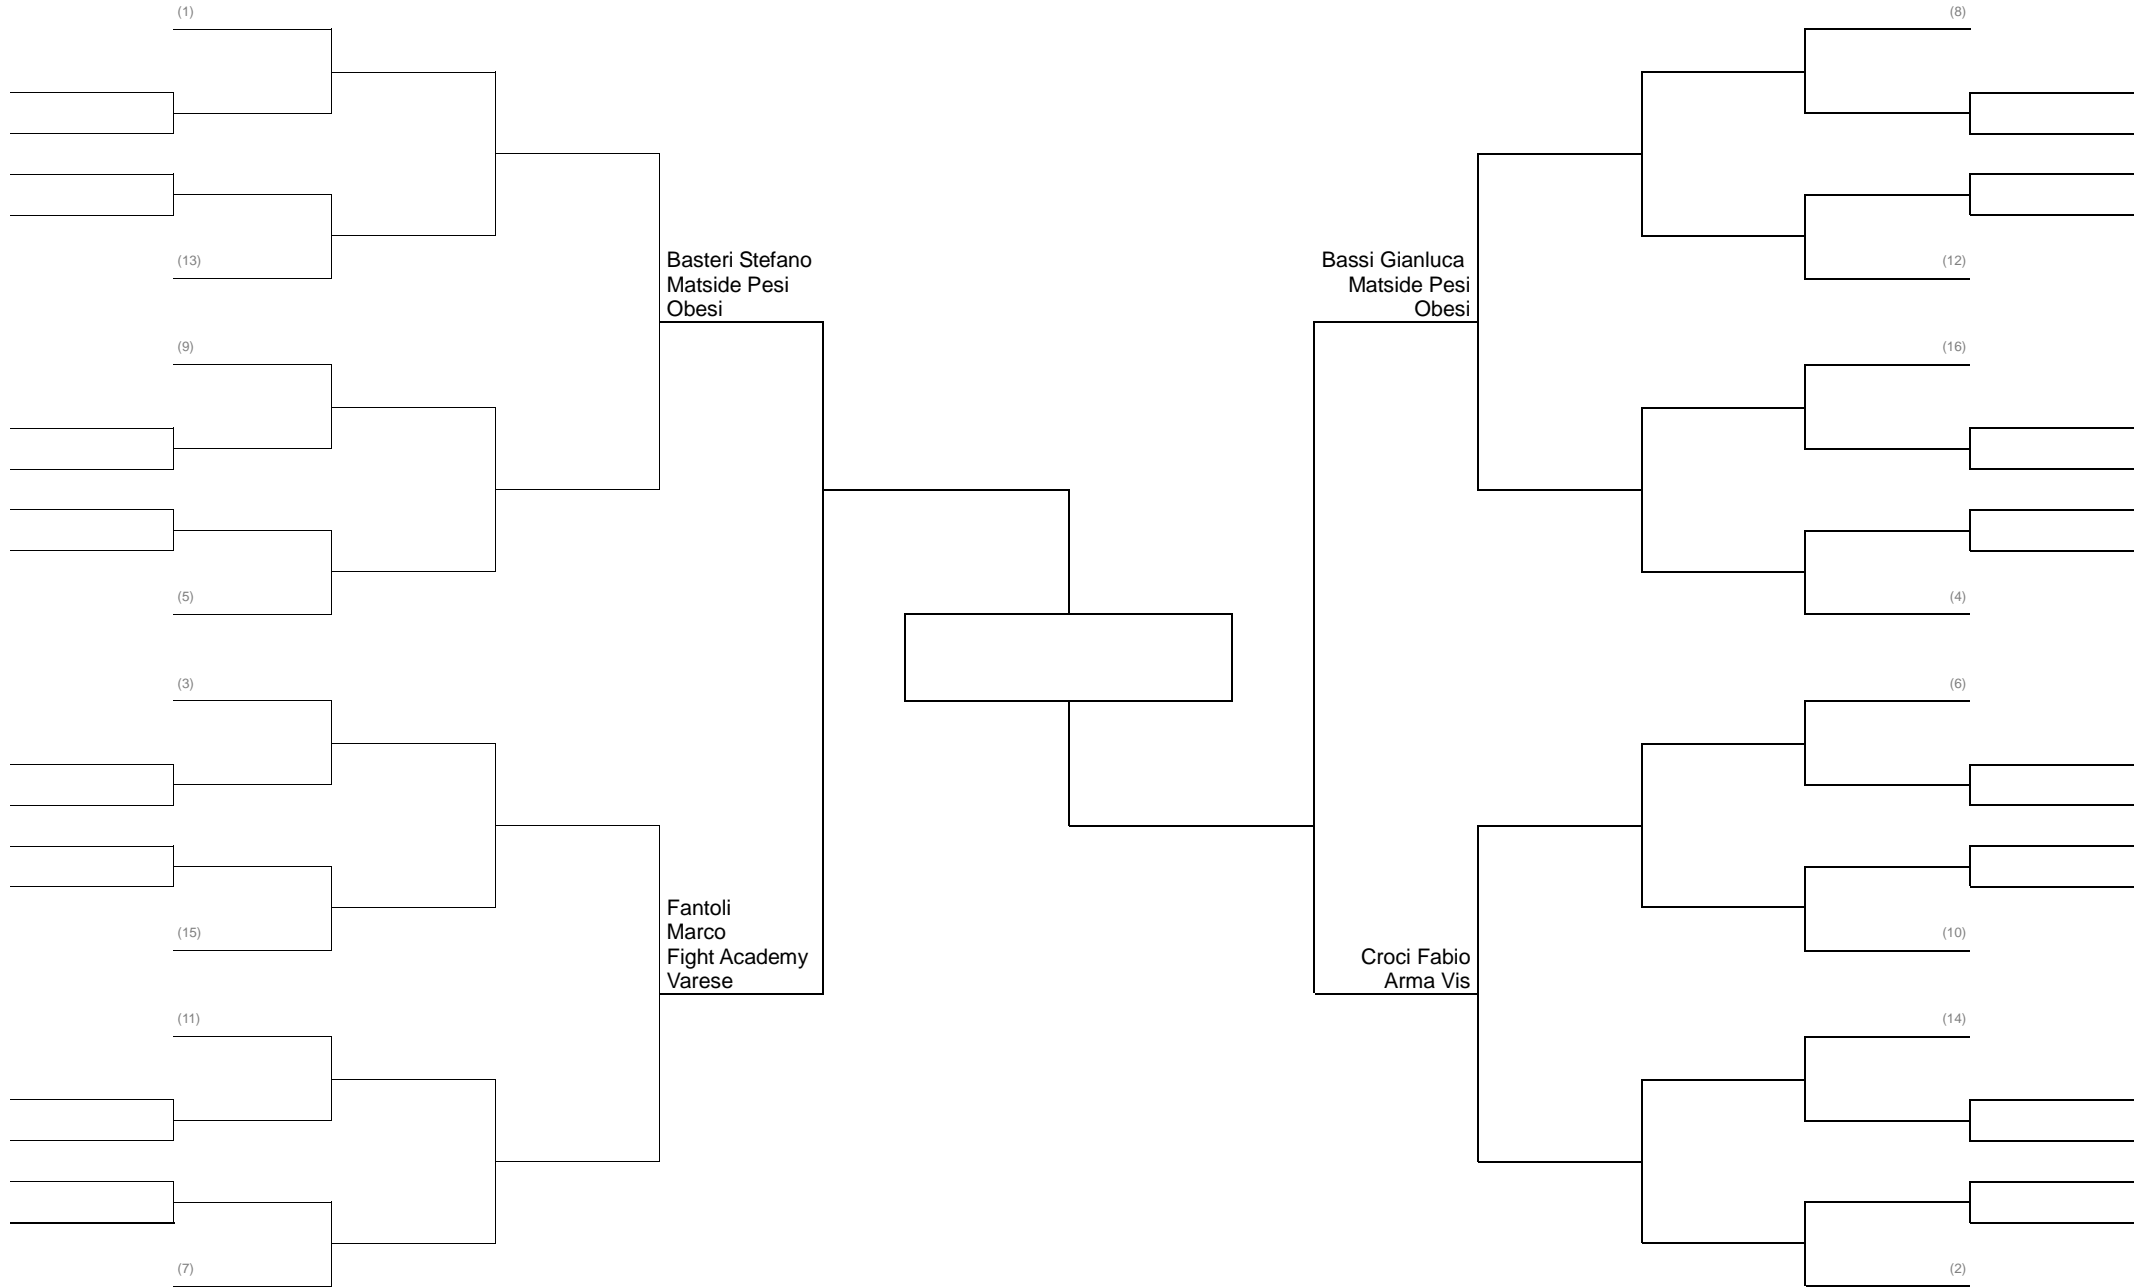 (1)
(8)
Basteri Stefano
Matside Pesi
Obesi
Bassi Gianluca
Matside Pesi
Obesi
(13)
(12)
(9)
(16)
(5)
(4)
(3)
(6)
Fantoli
Marco
Fight Academy
Varese
Croci Fabio
Arma Vis
(15)
(10)
(11)
(14)
(7)
(2)